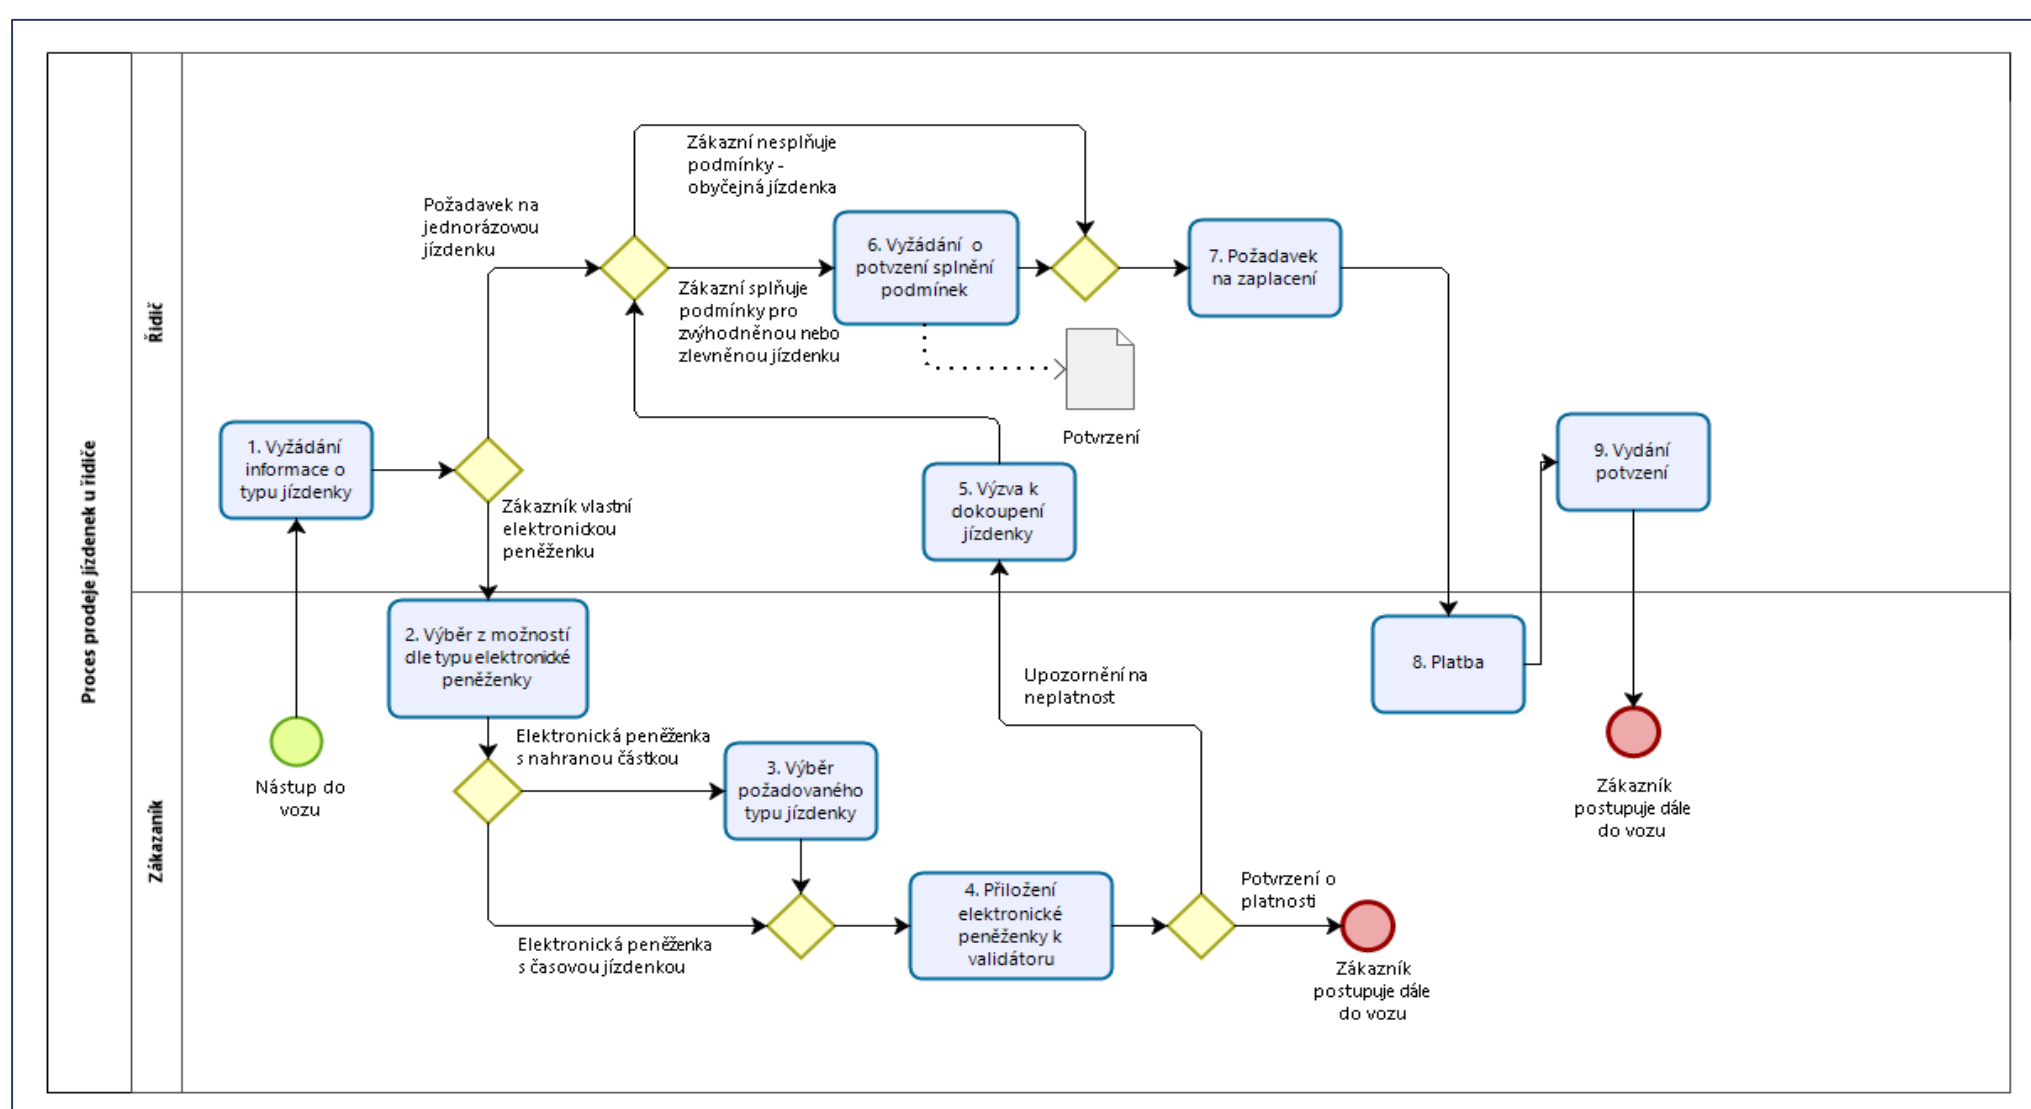 Proces prodeje jízdenek u řidiče
Řidič
Zákazaník
Zákazní nesplňuje
podmínky -
obyčejná jízdenka
Požadavek na
jednorázovou
jízdenku
6. Vyžádání o
potvzení splnění
podmínek
7. Požadavek
na zaplacení
Zákazní splňuje
podmínky pro
zvýhodněnou nebo
zlevněnou jízdenku
Potvrzení
1. Vyžádání
informace o
typu jízdenky
Zákazník vlastní
elektronickou
peněženku
5. Výzva k
dokoupení
jízdenky
9. Vydání
potvzení
2. Výběr z možností
dle typu elektronické
peněženky
8. Platba
Upozornění na
neplatnost
Nástup do
vozu
Elektronická peněženka
s nahranou částkou
3. Výběr
požadovaného
typu jízdenky
Zákazník
postupuje dále
do vozu
Elektronická peněženka
s časovou jízdenkou
4. Přiložení
elektronické
peněženky k
validátoru
Potvrzení o
platnosti
Zákazník
postupuje dále
do vozu